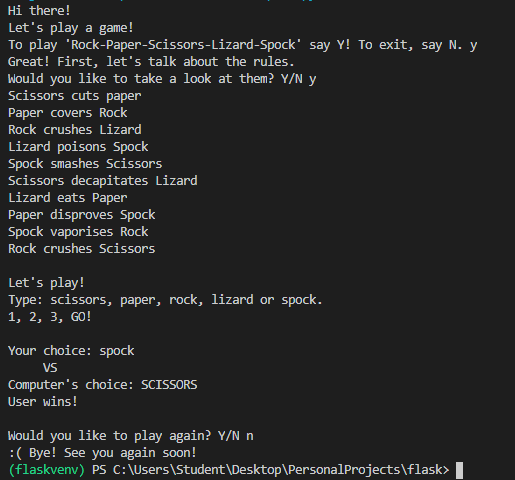 Hi there!
Let's play a game!
To play 'Rock-Paper-Scissors-Lizard-Spock' say Y! To exit, say N. y
Great! First, let's talk about the rules.
Would you like to take a look at them? Y/N y
Scissors cuts paper
Paper covers Rock
Rock crushes Lizard
Lizard poisons Spock
Spock smashes Scissors
Scissors decapitates Lizard
Lizard eats Paper
Paper disproves Spock
Spock vaporises Rock
Rock crushes Scissors
Let's play!
Type: scissors, paper, rock, lizard or spock.
1, 2, 3, GO!
Your choice: spock
VS
Computer's choice: SCISSORS
User wins!
Would you like to play again? Y/N n
:( Bye! See you again soon!
(flaskvenv) PS C:\Users\Student\Desktop\PersonalProjects\flask>